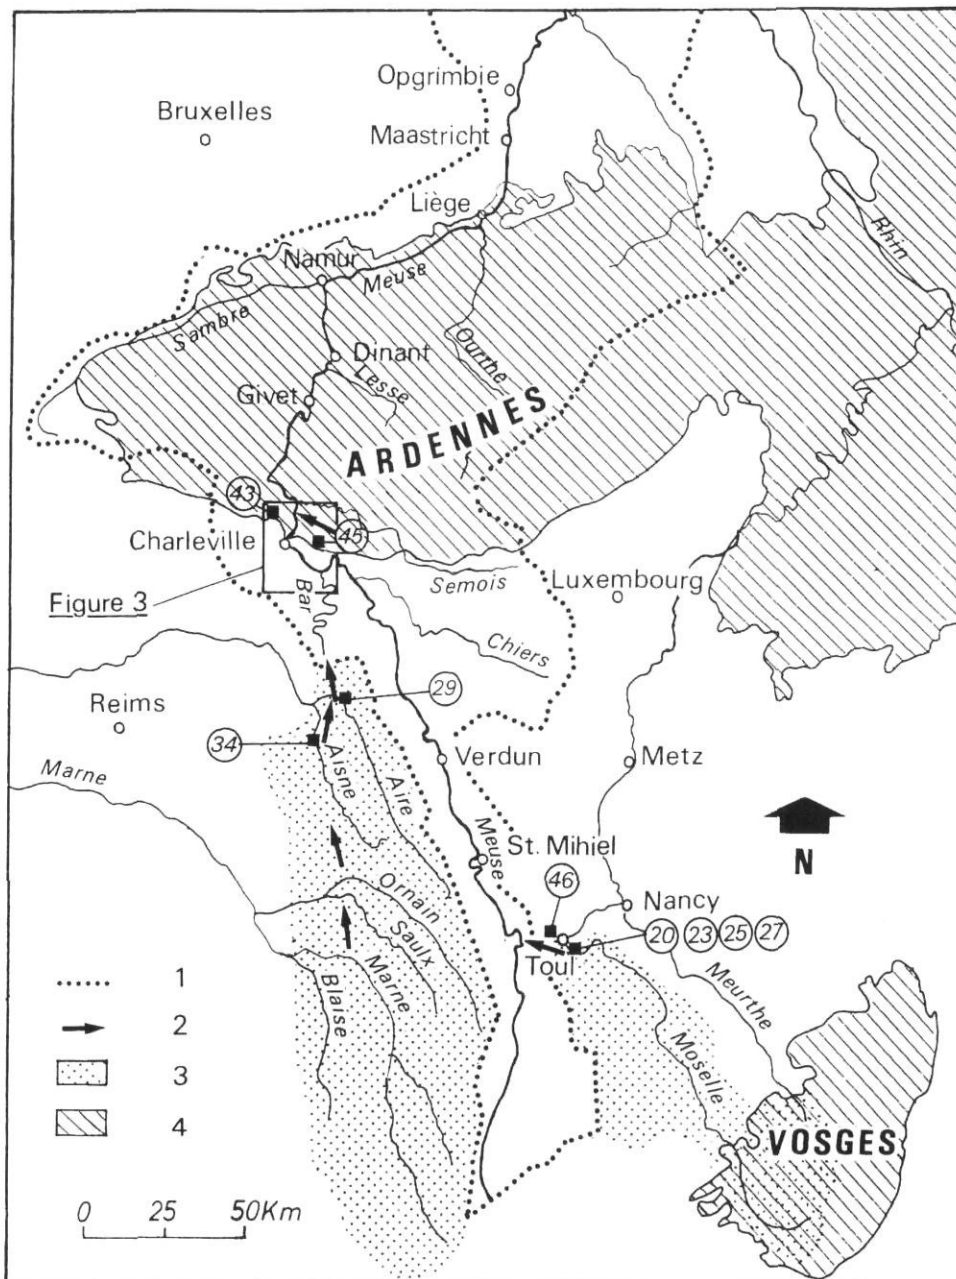 Opgrimbie
Bruxelles
Maastricht
Liège
Rhin
Namur
Meuse
Sambre
Dinant
Ourthe
Lesse
Givet
ARDENNES
43
45
Charleville
Semois
Luxembourg
Bar
Figure 3
Chiers
29
Reims
34
Verdun
Metz
Marne
Aisne
Aire
Meuse
St. Mihiel
N
46
Ornain
Nancy
20 23 25 27
Saulx
Toul
Marne
Meurthe
Blaise
1
2
Moselle
3
4
VOSGES
0 25 50Km